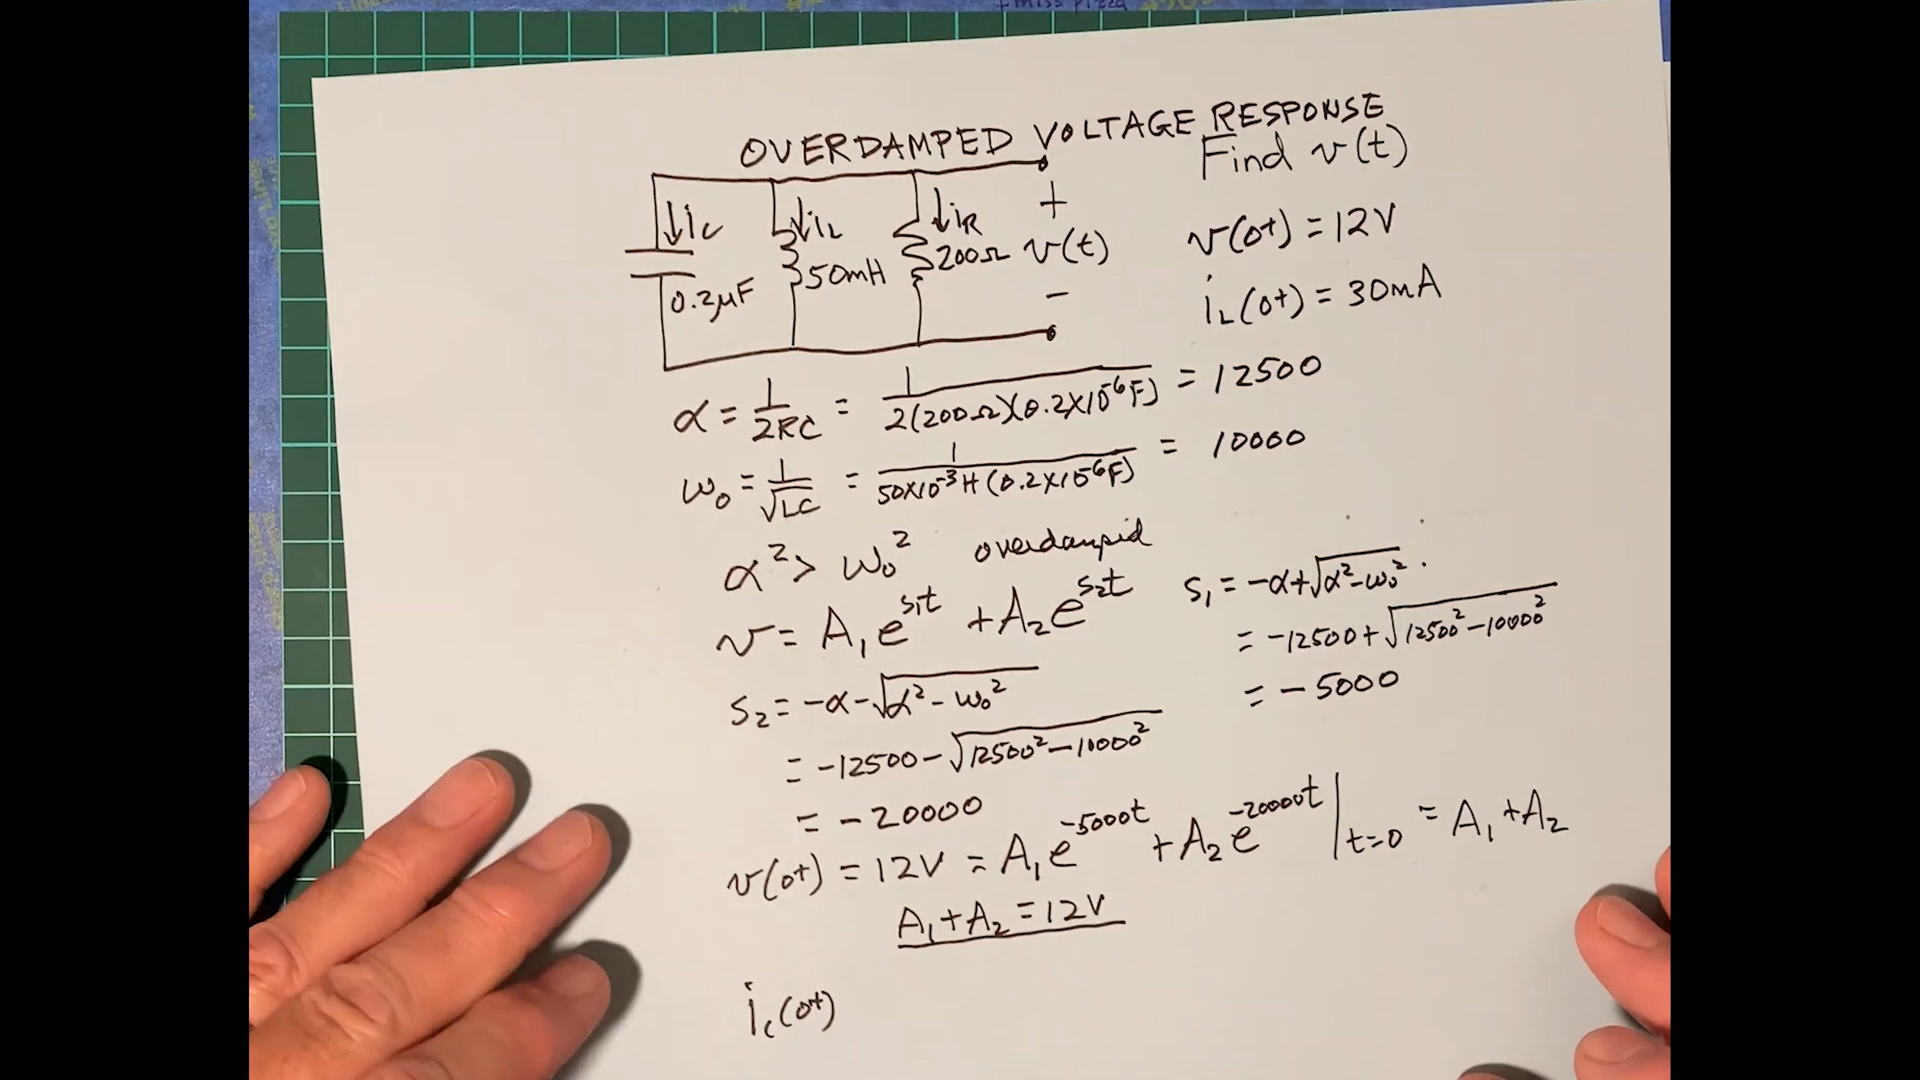 OVERDAMPED VOLTAGE RESPONSE
Find v(t)
↓ic ↓iL ↓iR +
0.2μF 50mH 200Ω v(t)
−
v(0+) = 12V
iL(0+) = 30mA
α = 1/2RC = 1/2(200Ω)(0.2X10⁻⁶F) = 12500
ω₀ = 1/√LC = 1/50X10⁻³H(0.2X10⁻⁶F) = 10000
α² > ω₀² overdamped
v = A₁e^s₁t + A₂e^s₂t
s₁ = -α+√α²-ω₀²
= -12500+√12500²-10000²
= -5000
s₂ = -α-√α²-ω₀²
= -12500-√12500²-10000²
= -20000
v(0+) = 12V = A₁e^-5000t + A₂e^-20000t |t=0 = A₁+A₂
A₁+A₂ = 12V
ic(0+)